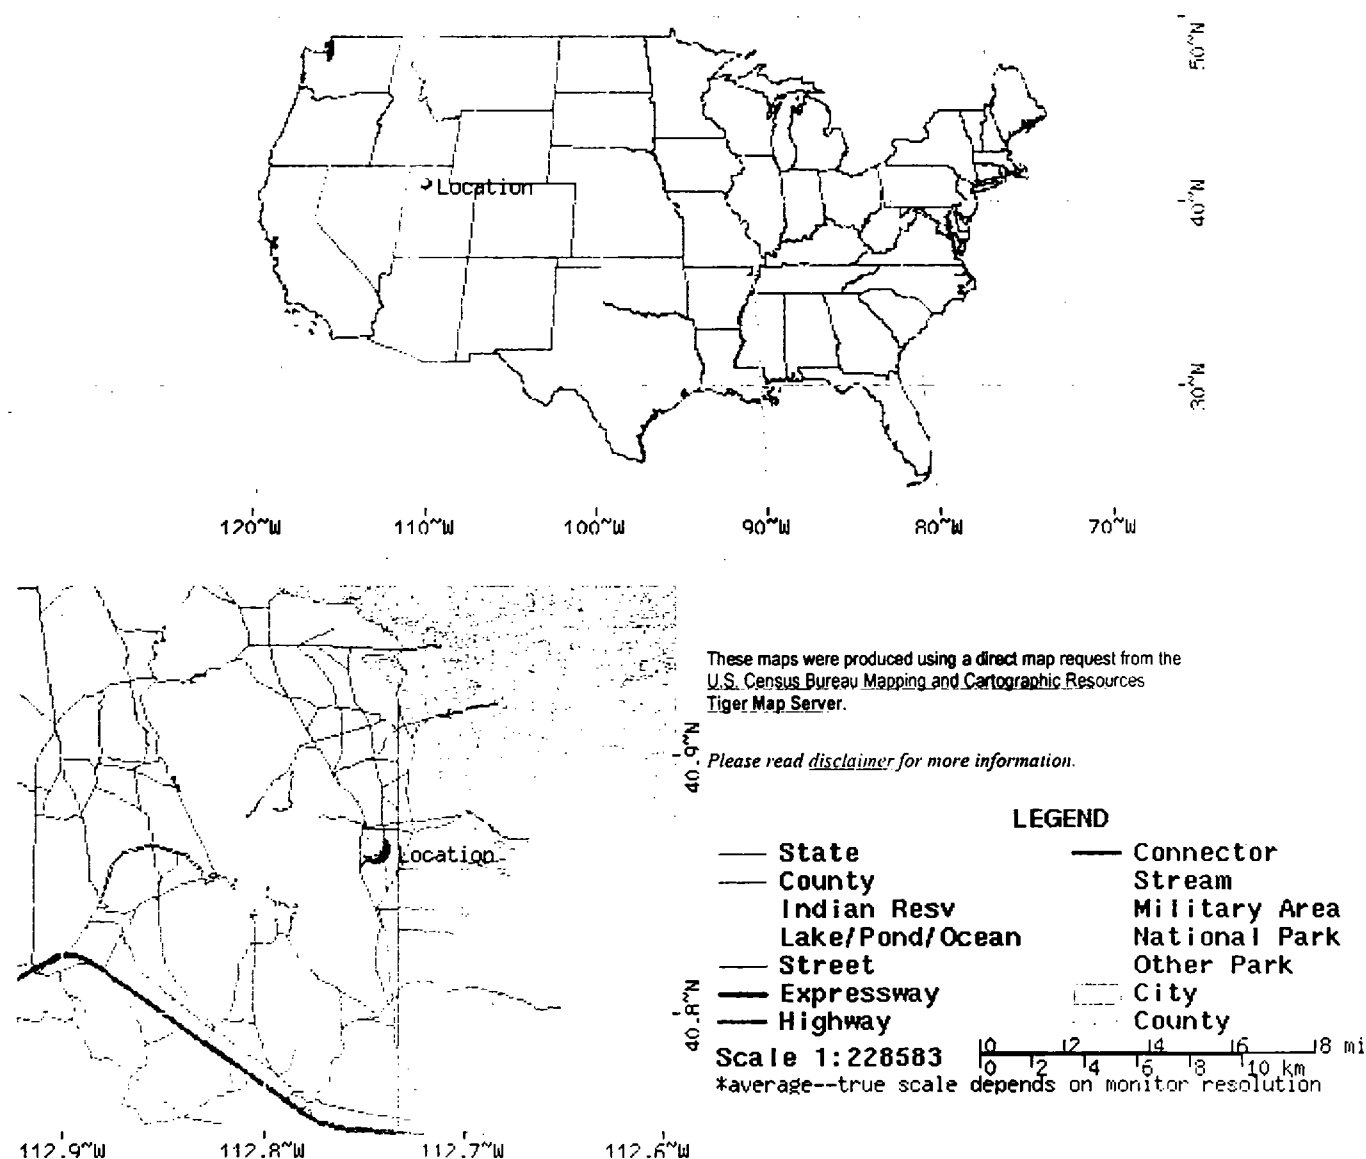 50~N
Location
40~N
30~N
120~W
110~W
100~W
90~W
80~W
70~W
These maps were produced using a direct map request from the
U.S. Census Bureau Mapping and Cartographic Resources
Tiger Map Server.
40.9~N
Please read disclaimer for more information.
LEGEND
State
Connector
County
Stream
Indian Resv
Military Area
Lake/Pond/Ocean
National Park
Street
Other Park
Expressway
City
Highway
County
Location
40.8~N
Scale 1:228583
0 2 4 6 8 mi
0 2 4 6 8 10 km
*average--true scale depends on monitor resolution
112.9~W
112.8~W
112.7~W
112.6~W